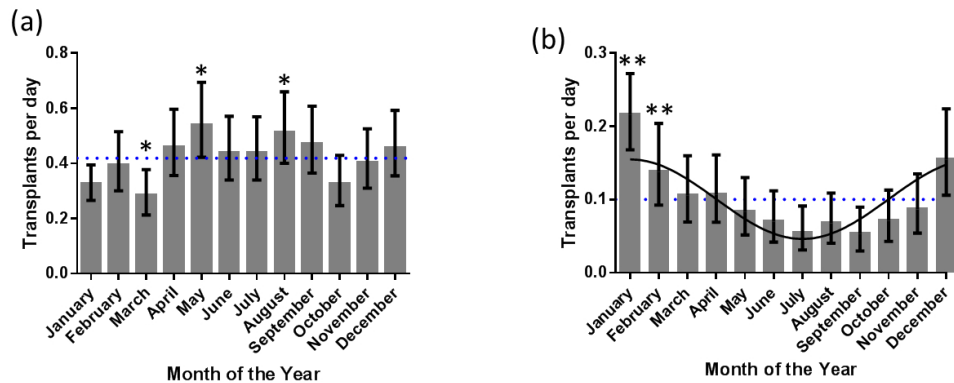 (a)
Transplants per day
0.8
0.6
0.4
0.2
0.0
*
*
*
January
February
March
April
May
June
July
August
September
October
November
December
Month of the Year
(b)
Transplants per day
0.3
0.2
0.1
0.0
**
**
January
February
March
April
May
June
July
August
September
October
November
December
Month of the Year